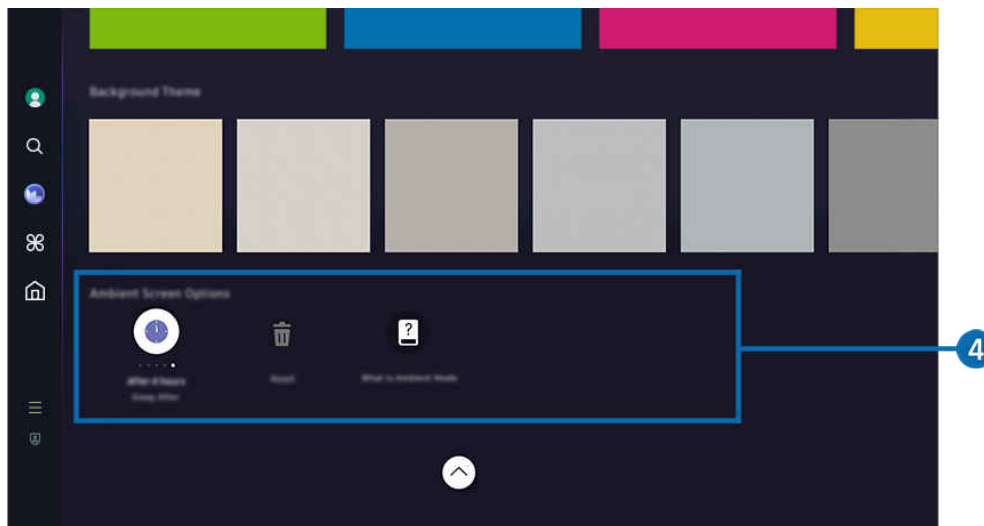 Background Theme
Ambient Screen Options
?
After 4 hours
Sleep After
Reset
What is Ambient Mode
4